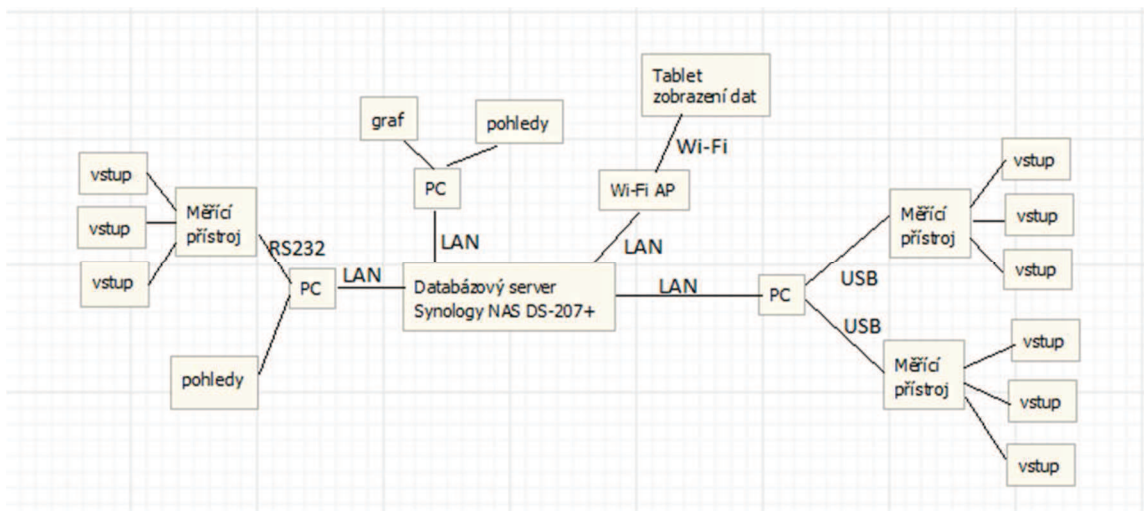 Tablet
zobrazení dat
graf
pohledy
Wi-Fi
vstup
vstup
PC
Wi-Fi AP
vstup
Měřící
přístroj
Měřící
přístroj
vstup
vstup
LAN
LAN
RS232
vstup
vstup
LAN
USB
PC
Databázový server
Synology NAS DS-207+
LAN
PC
USB
vstup
Měřící
přístroj
pohledy
vstup
vstup